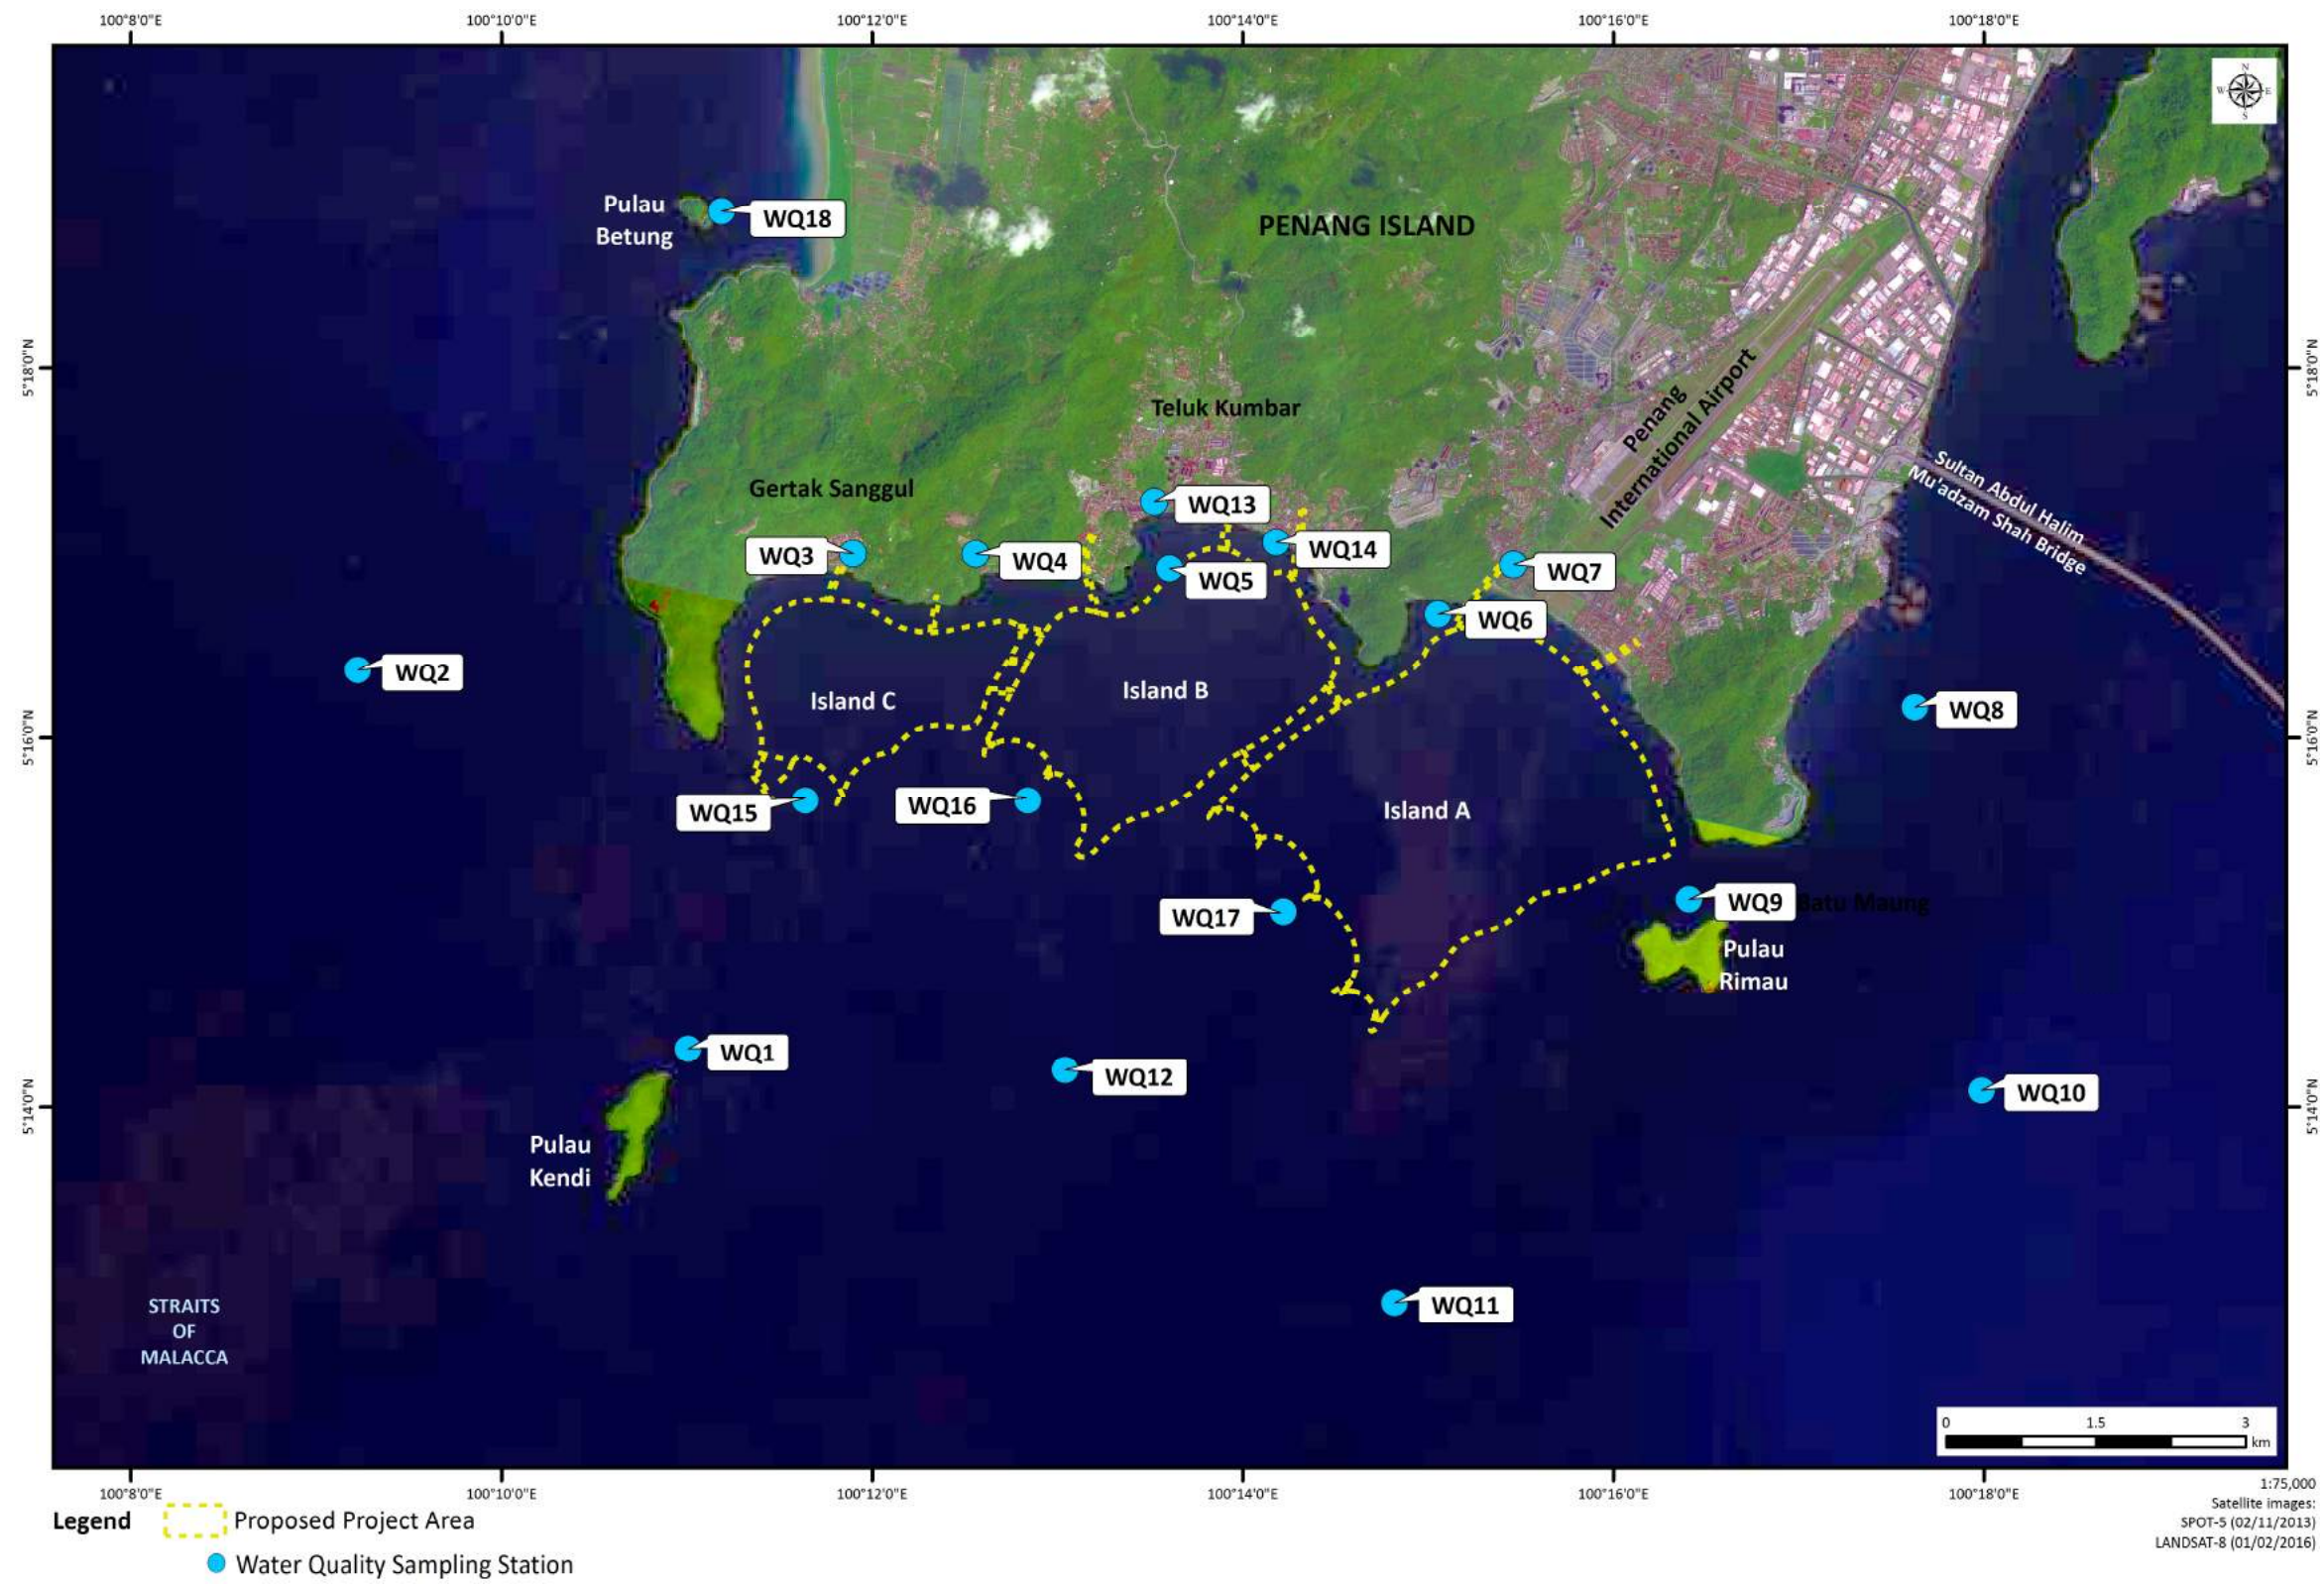 100°8'0"E
100°10'0"E
100°12'0"E
100°14'0"E
100°16'0"E
100°18'0"E
N
W
E
S
Pulau
Betung
WQ18
PENANG ISLAND
5°18'0"N
5°18'0"N
Teluk Kumbar
Penang
International Airport
Gertak Sanggul
Sultan Abdul Halim
Mu'adzam Shah Bridge
WQ13
WQ3
WQ4
WQ14
WQ5
WQ7
WQ6
WQ2
Island C
Island B
WQ8
5°16'0"N
5°16'0"N
WQ15
WQ16
Island A
WQ17
WQ9
Batu Maung
Pulau
Rimau
WQ1
WQ12
WQ10
5°14'0"N
5°14'0"N
Pulau
Kendi
WQ11
STRAITS
OF
MALACCA
0
1.5
3
km
100°8'0"E
100°10'0"E
100°12'0"E
100°14'0"E
100°16'0"E
100°18'0"E
1:75,000
Satellite images:
SPOT-5 (02/11/2013)
LANDSAT-8 (01/02/2016)
Legend
Proposed Project Area
Water Quality Sampling Station